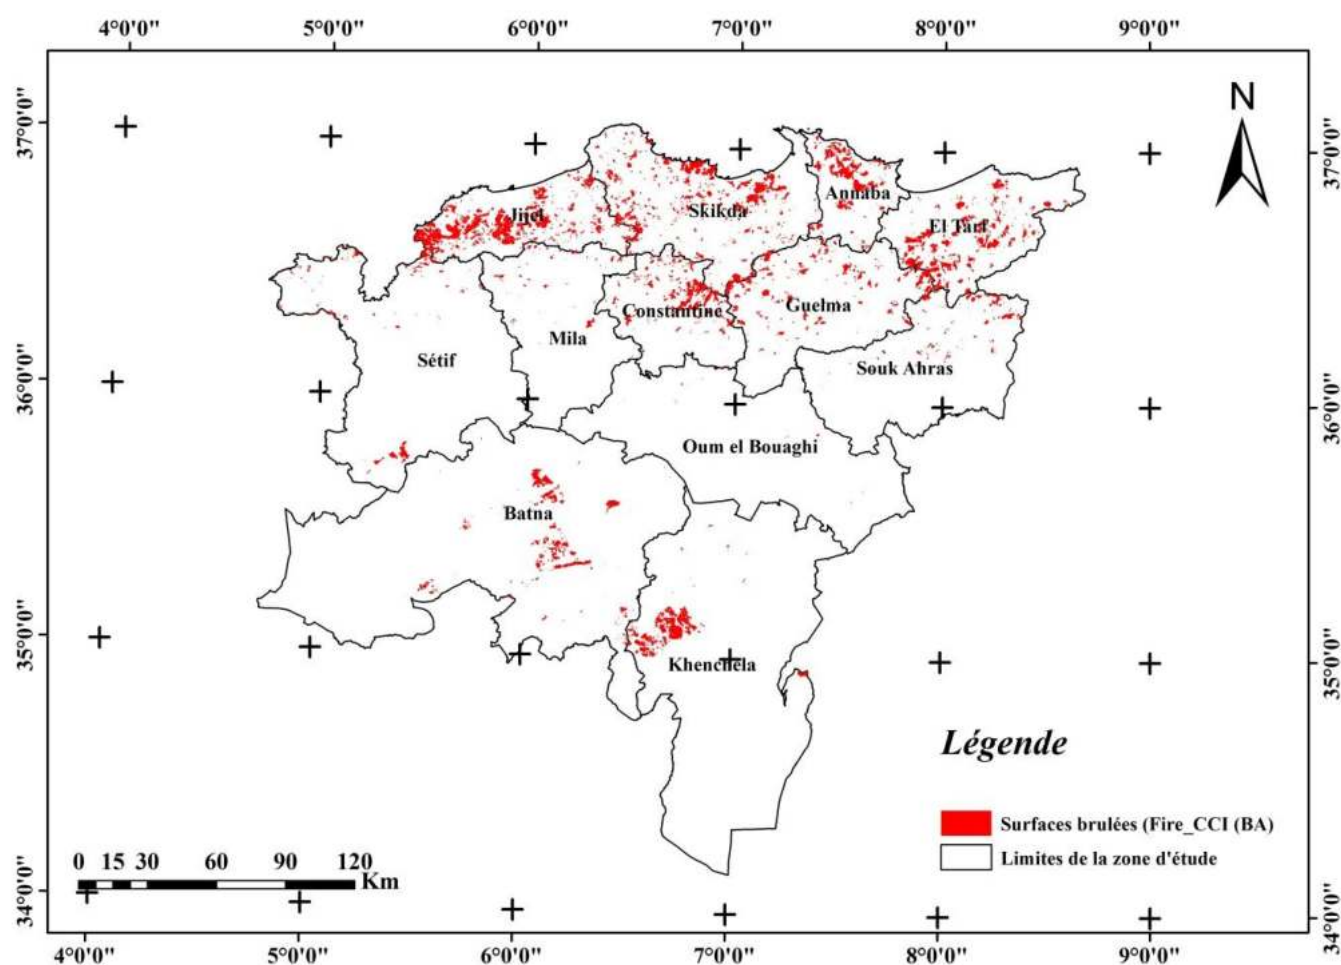 4°0'0" 5°0'0" 6°0'0" 7°0'0" 8°0'0" 9°0'0"
37°0'0"
37°0'0"
N
Jijel
Skikda
Annaba
El Tarf
Constantine
Guelma
Mila
Sétif
Souk Ahras
36°0'0"
36°0'0"
Oum el Bouaghi
Batna
35°0'0"
35°0'0"
Khenchela
Légende
Surfaces brulées (Fire_CCI (BA)
Limites de la zone d'étude
0 15 30 60 90 120
Km
34°0'0"
34°0'0"
4°0'0" 5°0'0" 6°0'0" 7°0'0" 8°0'0" 9°0'0"